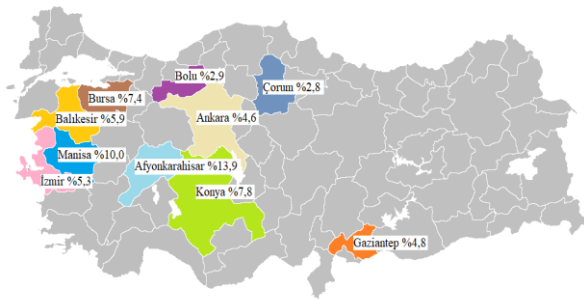 Bolu %2,9
Çorum %2,8
Bursa %7,4
Ankara %4,6
Balıkesir %5,9
Manisa %10,0
Afyonkarahisar %13,9
İzmir %5,3
Konya %7,8
Gaziantep %4,8